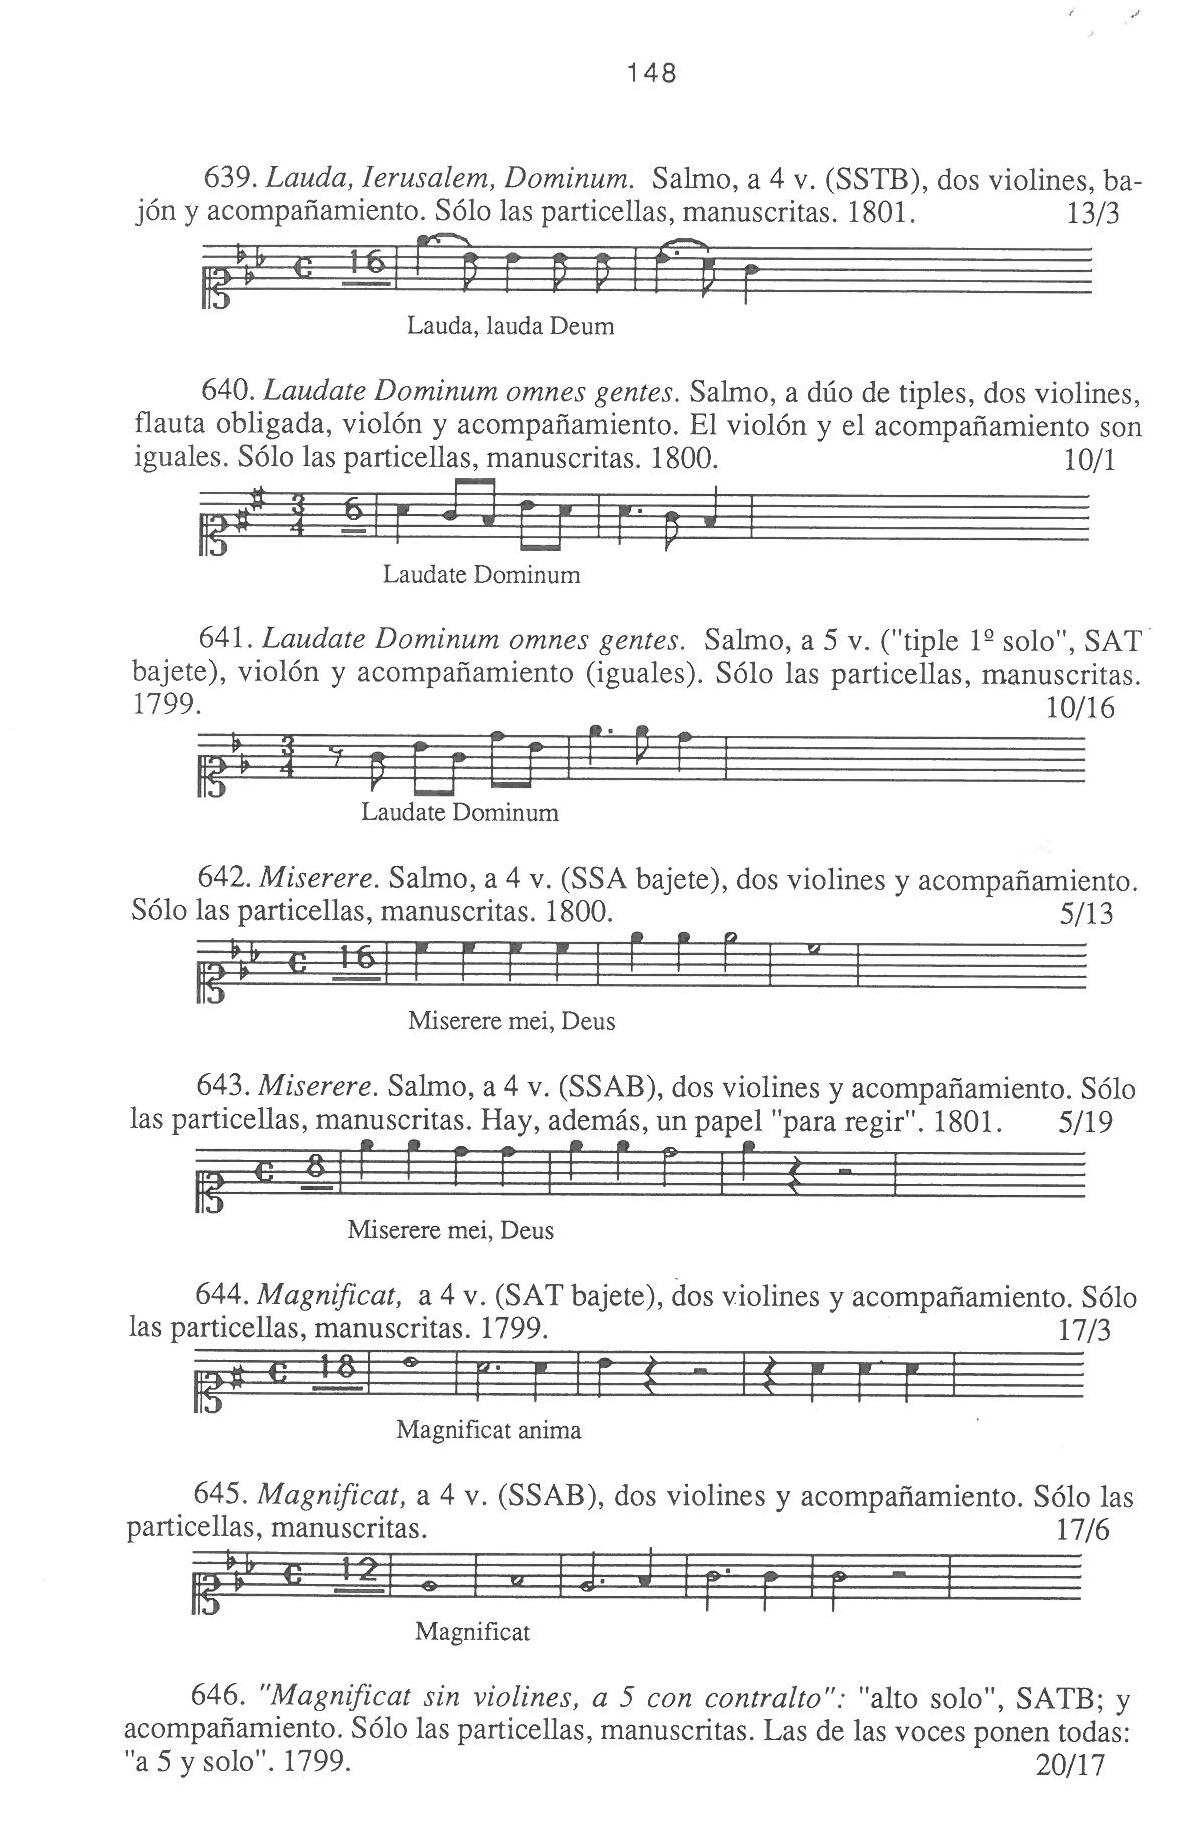 148
639. Lauda, Ierusalem, Dominum. Salmo, a 4 v. (SSTB), dos violines, ba-
jón y acompañamiento. Sólo las particellas, manuscritas. 1801. 13/3
16
Lauda, lauda Deum
640. Laudate Dominum omnes gentes. Salmo, a dúo de tiples, dos violines,
flauta obligada, violón y acompañamiento. El violón y el acompañamiento son
iguales. Sólo las particellas, manuscritas. 1800. 10/1
3/4 6
Laudate Dominum
641. Laudate Dominum omnes gentes. Salmo, a 5 v. ("tiple 1º solo", SAT
bajete), violón y acompañamiento (iguales). Sólo las particellas, manuscritas.
1799. 10/16
3/4
Laudate Dominum
642. Miserere. Salmo, a 4 v. (SSA bajete), dos violines y acompañamiento.
Sólo las particellas, manuscritas. 1800. 5/13
16
Miserere mei, Deus
643. Miserere. Salmo, a 4 v. (SSAB), dos violines y acompañamiento. Sólo
las particellas, manuscritas. Hay, además, un papel "para regir". 1801. 5/19
8
Miserere mei, Deus
644. Magnificat, a 4 v. (SAT bajete), dos violines y acompañamiento. Sólo
las particellas, manuscritas. 1799. 17/3
18
Magnificat anima
645. Magnificat, a 4 v. (SSAB), dos violines y acompañamiento. Sólo las
particellas, manuscritas. 17/6
12
Magnificat
646. "Magnificat sin violines, a 5 con contralto": "alto solo", SATB; y
acompañamiento. Sólo las particellas, manuscritas. Las de las voces ponen todas:
"a 5 y solo". 1799. 20/17